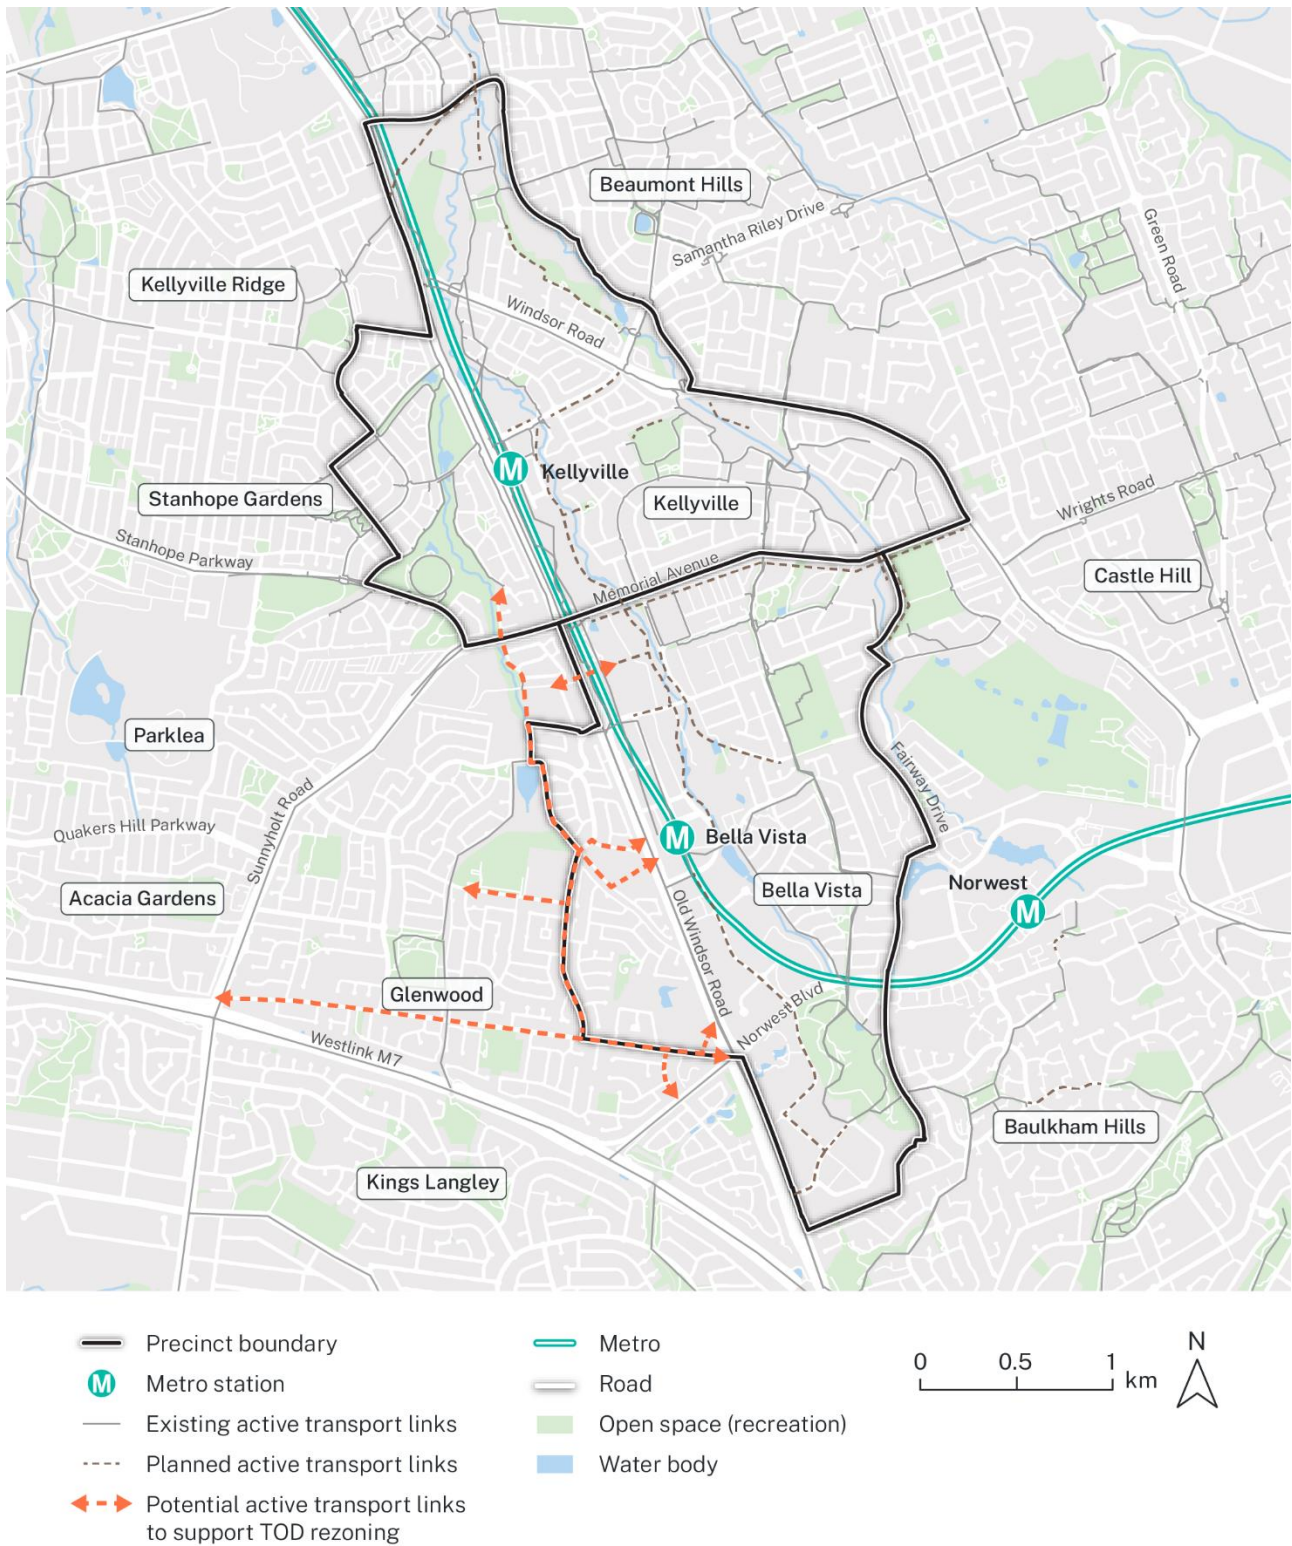 Beaumont Hills
Samantha Riley Drive
Green Road
Kellyville Ridge
Windsor Road
M
Kellyville
Stanhope Gardens
Kellyville
Wrights Road
Stanhope Parkway
Memorial Avenue
Castle Hill
Parklea
Fairway Drive
Sunnyholt Road
Quakers Hill Parkway
M
Bella Vista
Bella Vista
Norwest
M
Acacia Gardens
Old Windsor Road
Glenwood
Norwest Blvd
Westlink M7
Baulkham Hills
Kings Langley
Precinct boundary
M
Metro station
Existing active transport links
Planned active transport links
Potential active transport links
to support TOD rezoning
Metro
Road
Open space (recreation)
Water body
0 0.5 1
km
N